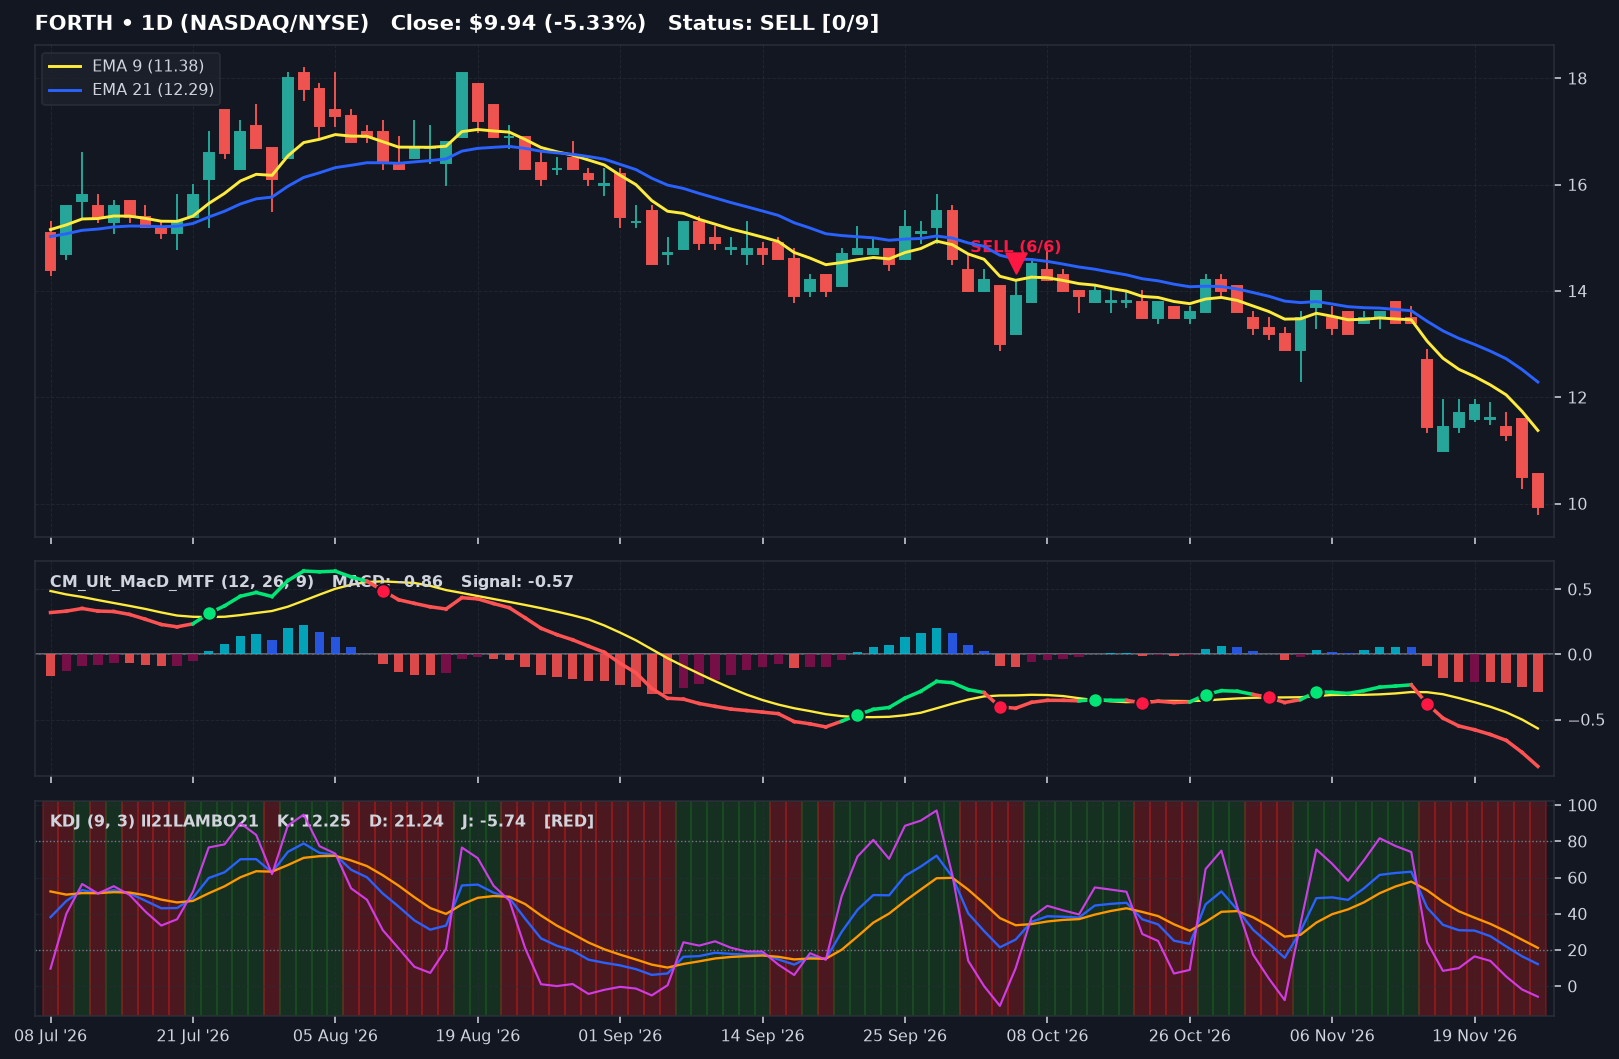 FORTH • 1D (NASDAQ/NYSE)   Close: $9.94 (-5.33%)   Status: SELL [0/9]
EMA 9 (11.38)
EMA 21 (12.29)
SELL (6/6)
18
16
14
12
10
CM_Ult_MacD_MTF (12, 26, 9)   MACD: -0.86   Signal: -0.57
0.5
0.0
−0.5
KDJ (9, 3) II21LAMBO21   K: 12.25   D: 21.24   J: -5.74   [RED]
100
80
60
40
20
0
08 Jul '26   21 Jul '26   05 Aug '26   19 Aug '26   01 Sep '26   14 Sep '26   25 Sep '26   08 Oct '26   26 Oct '26   06 Nov '26   19 Nov '26